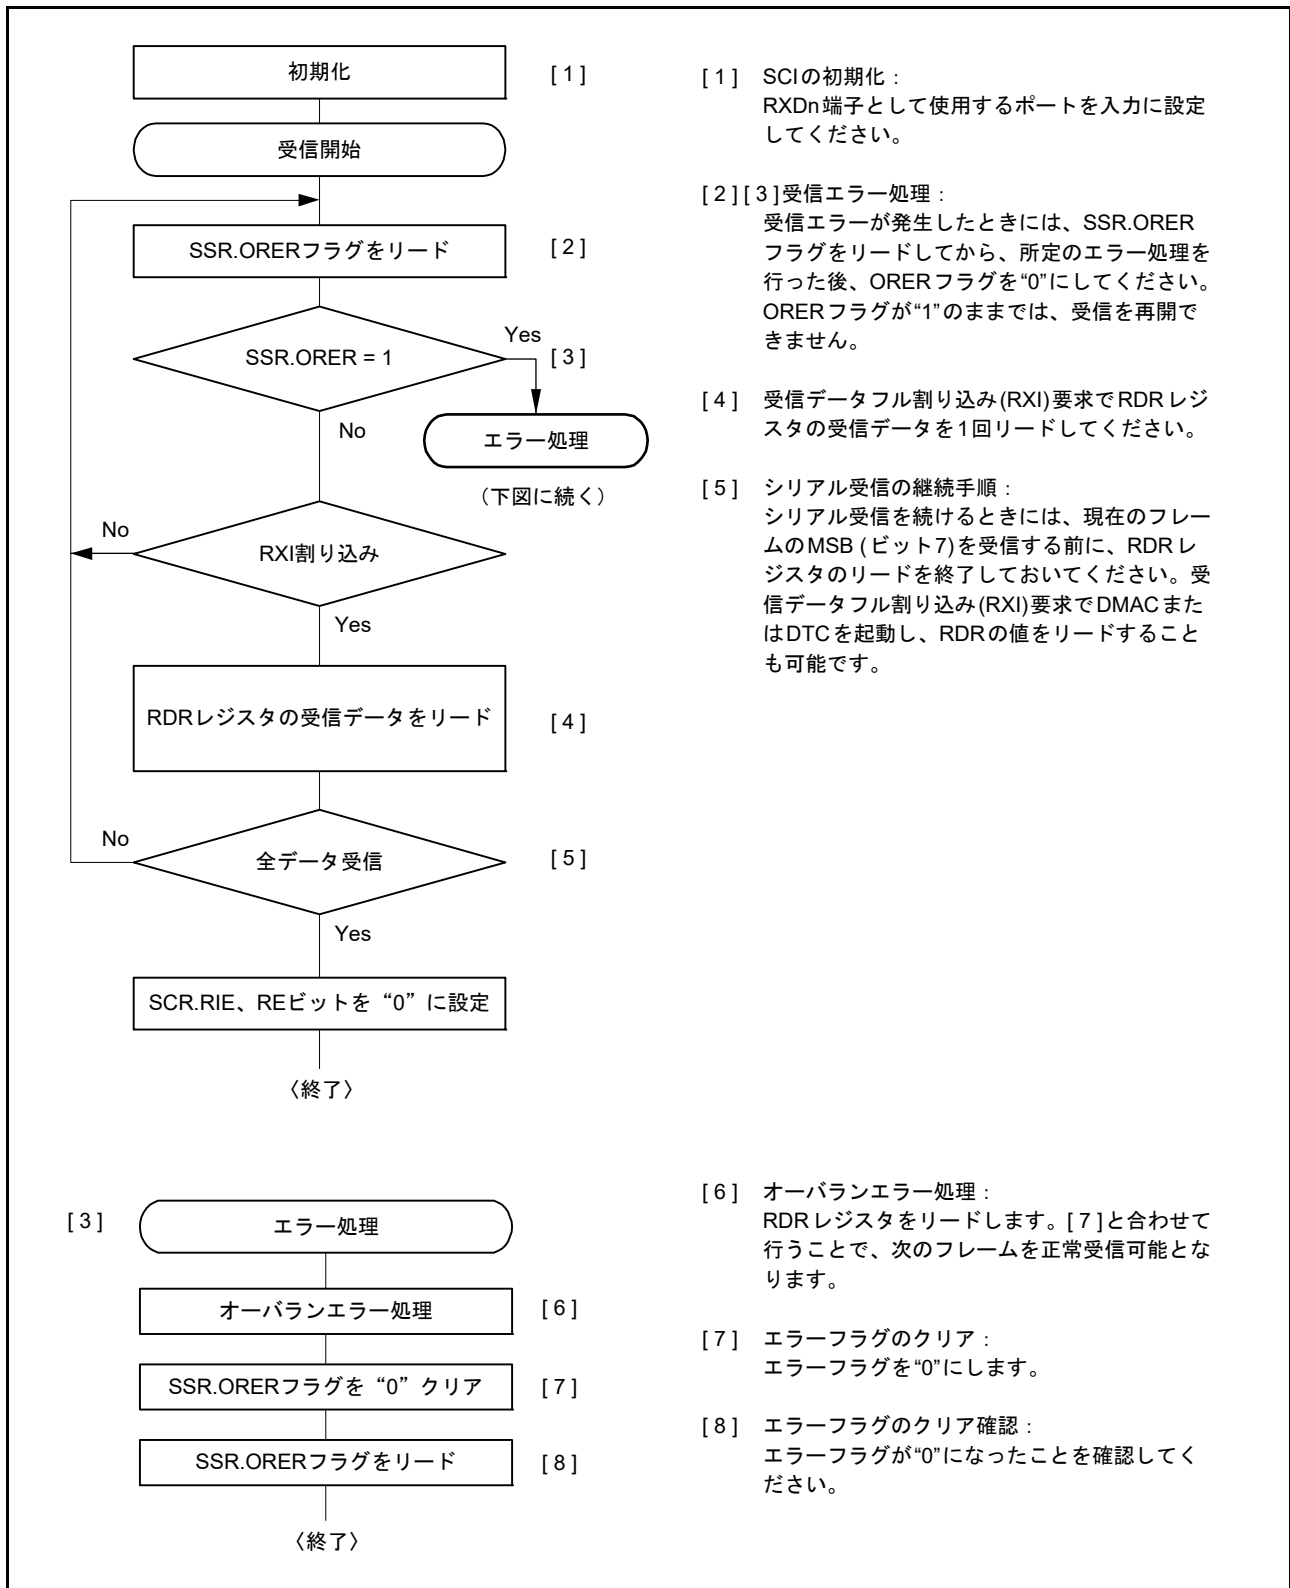 初期化
[ 1 ]
受信開始
SSR.ORERフラグをリード
[ 2 ]
SSR.ORER = 1
Yes
[ 3 ]
No
エラー処理
（下図に続く）
No
RXI割り込み
Yes
RDRレジスタの受信データをリード
[ 4 ]
No
全データ受信
[ 5 ]
Yes
SCR.RIE、REビットを“0”に設定
〈終了〉
[ 1 ] SCIの初期化：
RXDn端子として使用するポートを入力に設定
してください。
[ 2 ][ 3 ]受信エラー処理：
受信エラーが発生したときには、SSR.ORER
フラグをリードしてから、所定のエラー処理を
行った後、ORERフラグを“0”にしてください。
ORERフラグが“1”のままでは、受信を再開で
きません。
[ 4 ] 受信データフル割り込み(RXI)要求でRDRレジ
スタの受信データを1回リードしてください。
[ 5 ] シリアル受信の継続手順：
シリアル受信を続けるときには、現在のフレー
ムのMSB (ビット7)を受信する前に、RDRレ
ジスタのリードを終了しておいてください。受
信データフル割り込み(RXI)要求でDMACまた
はDTCを起動し、RDRの値をリードすること
も可能です。
[ 3 ]
エラー処理
オーバランエラー処理
[ 6 ]
SSR.ORERフラグを“0”クリア
[ 7 ]
SSR.ORERフラグをリード
[ 8 ]
〈終了〉
[ 6 ] オーバランエラー処理：
RDRレジスタをリードします。[ 7 ]と合わせて
行うことで、次のフレームを正常受信可能とな
ります。
[ 7 ] エラーフラグのクリア：
エラーフラグを“0”にします。
[ 8 ] エラーフラグのクリア確認：
エラーフラグが“0”になったことを確認してく
ださい。